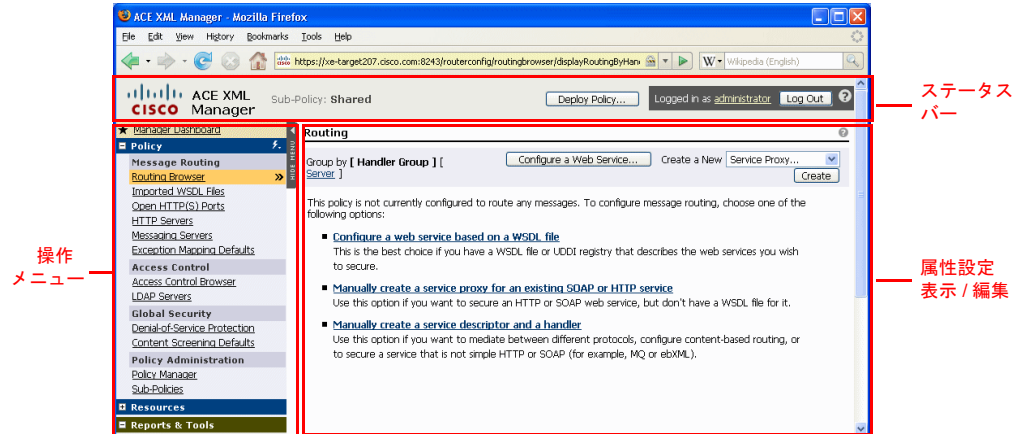 ACE XML Manager - Mozilla Firefox
File Edit View History Bookmarks Tools Help
https://xe-target207.cisco.com:8243/routerconfig/routingbrowser/displayRoutingByHan
W Wikipedia (English)
CISCO
ACE XML
Manager
Sub-Policy: Shared
Deploy Policy...
Logged in as administrator
Log Out
?
ステータス
バー
Manager Dashboard
Policy
Message Routing
Routing Browser »
Imported WSDL Files
Open HTTP(S) Ports
HTTP Servers
Messaging Servers
Exception Mapping Defaults
Access Control
Access Control Browser
LDAP Servers
Global Security
Denial-of-Service Protection
Content Screening Defaults
Policy Administration
Policy Manager
Sub-Policies
Resources
Reports & Tools
HIDE MENU
操作
メニュー
Routing
?
Group by [ Handler Group ] [
Server ]
Configure a Web Service...
Create a New
Service Proxy...
Create
This policy is not currently configured to route any messages. To configure message routing, choose one of the
following options:
Configure a web service based on a WSDL file
This is the best choice if you have a WSDL file or UDDI registry that describes the web services you wish
to secure.
Manually create a service proxy for an existing SOAP or HTTP service
Use this option if you want to secure an HTTP or SOAP web service, but don't have a WSDL file for it.
Manually create a service descriptor and a handler
Use this option if you want to mediate between different protocols, configure content-based routing, or
to secure a service that is not simple HTTP or SOAP (for example, MQ or ebXML).
属性設定
表示 / 編集